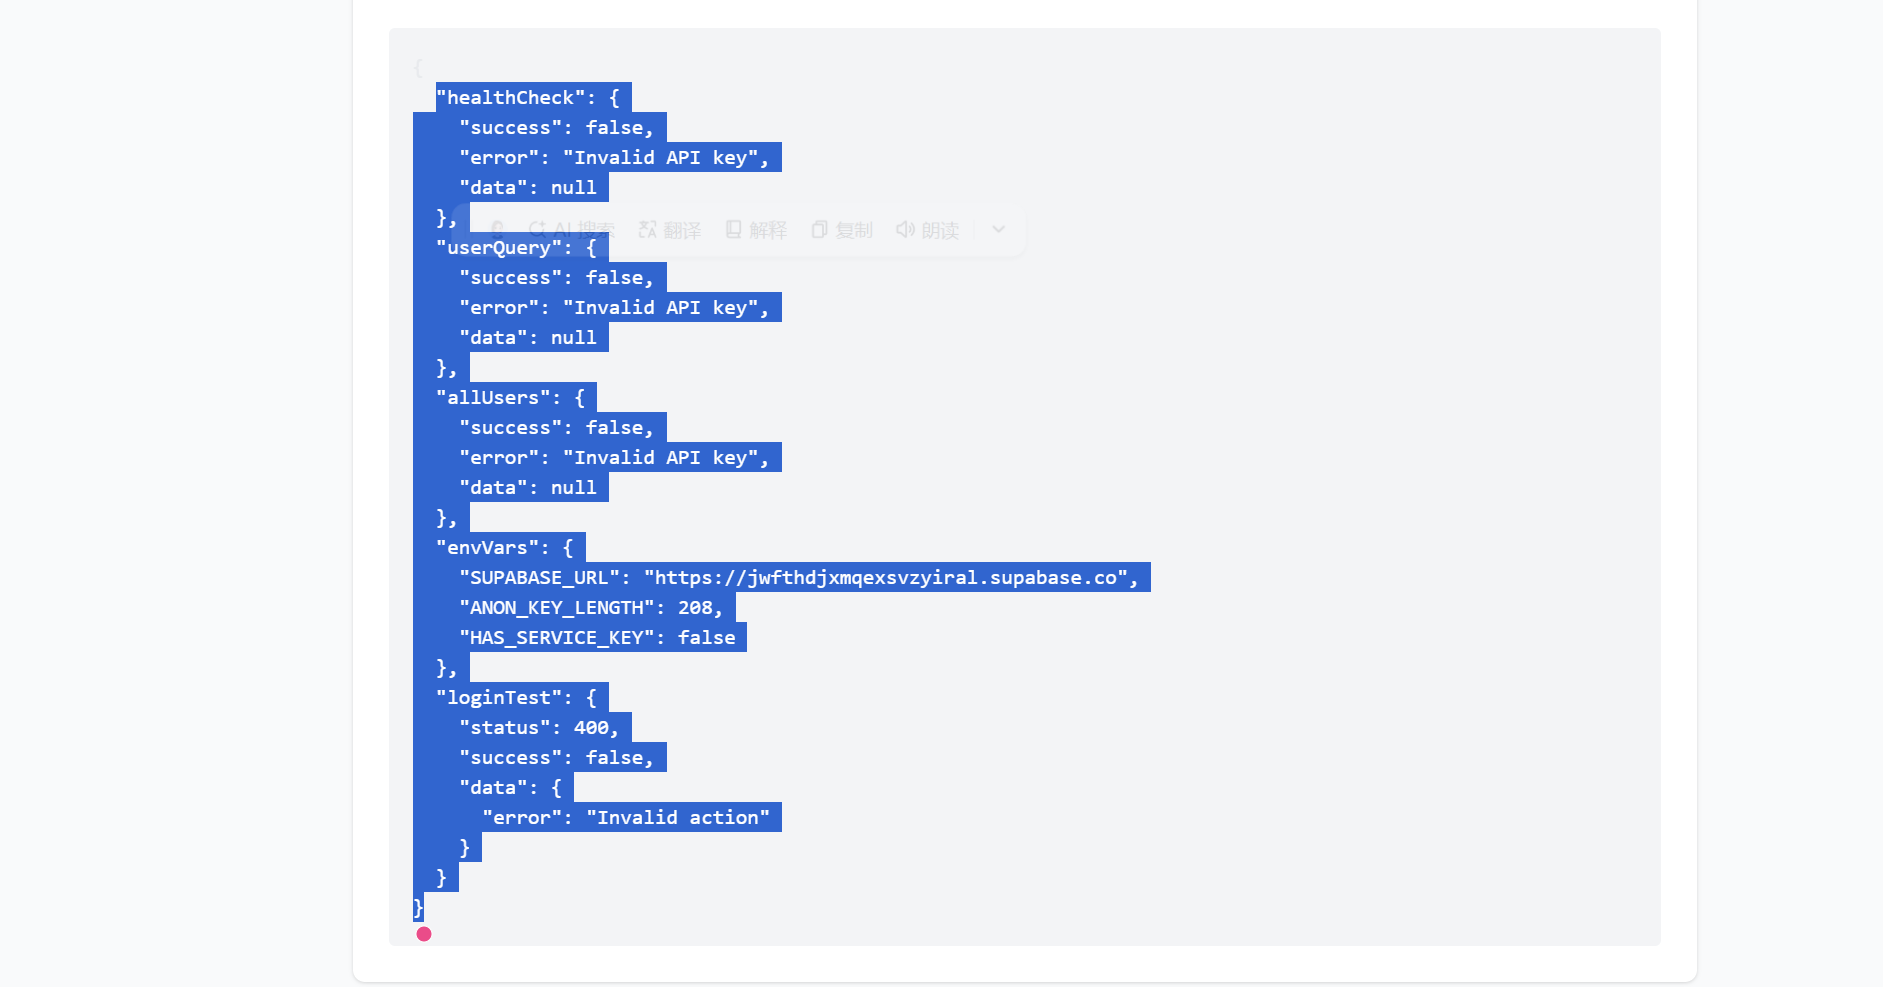 {
"healthCheck": {
"success": false,
"error": "Invalid API key",
"data": null
},
AI 搜索 翻译 解释 复制 朗读
"userQuery": {
"success": false,
"error": "Invalid API key",
"data": null
},
"allUsers": {
"success": false,
"error": "Invalid API key",
"data": null
},
"envVars": {
"SUPABASE_URL": "https://jwfthdjxmqexsvzyiral.supabase.co",
"ANON_KEY_LENGTH": 208,
"HAS_SERVICE_KEY": false
},
"loginTest": {
"status": 400,
"success": false,
"data": {
"error": "Invalid action"
}
}
}